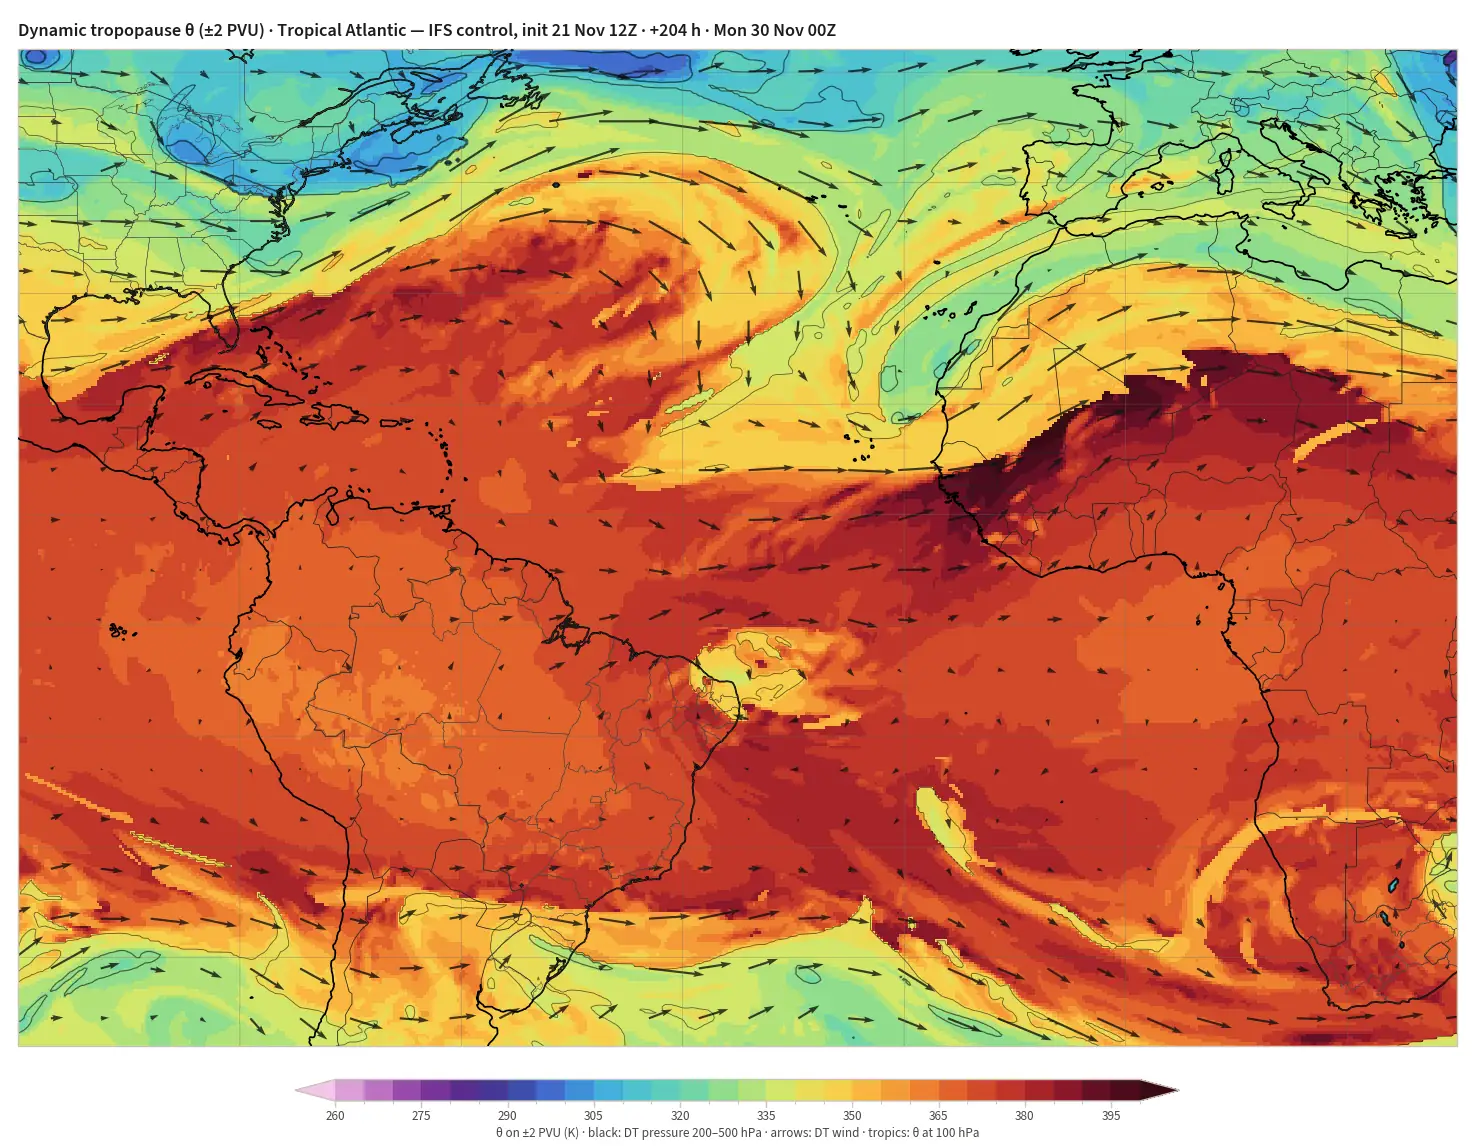 Dynamic tropopause θ (±2 PVU) · Tropical Atlantic — IFS control, init 21 Nov 12Z · +204 h · Mon 30 Nov 00Z
260 275 290 305 320 335 350 365 380 395
θ on ±2 PVU (K) · black: DT pressure 200–500 hPa · arrows: DT wind · tropics: θ at 100 hPa